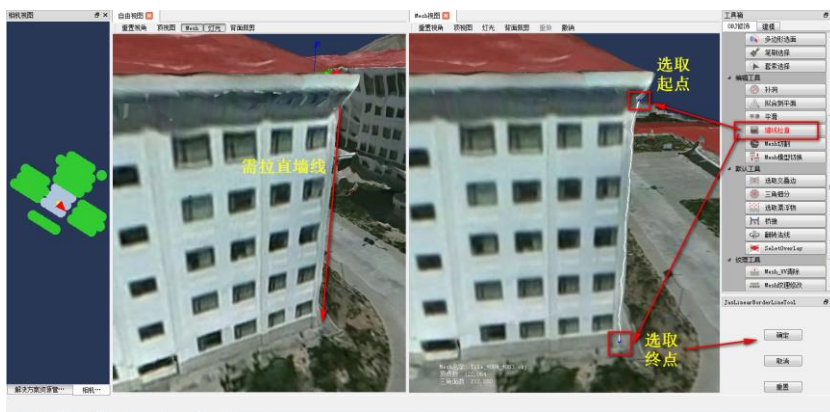 相机视图
自由视图
Mesh视图
工具箱
重置视角 顶视图 Mesh 灯光 背面裁剪
重置视角 顶视图 灯光 背面裁剪 重做 撤销
OBJ修饰 建模
多边形选面
笔刷选择
套索选择
编辑工具
补洞
拟合到平面
平滑
墙线拉直
Mesh切割
Mesh模型切换
默认工具
选取交叠边
三角细分
选取漂浮物
桥接
翻转法线
SeletOverlap
纹理工具
Mesh_UV清除
Mesh纹理修改
选取
起点
需拉直墙线
选取
终点
确定
取消
重置
解决方案资源管…
相机…